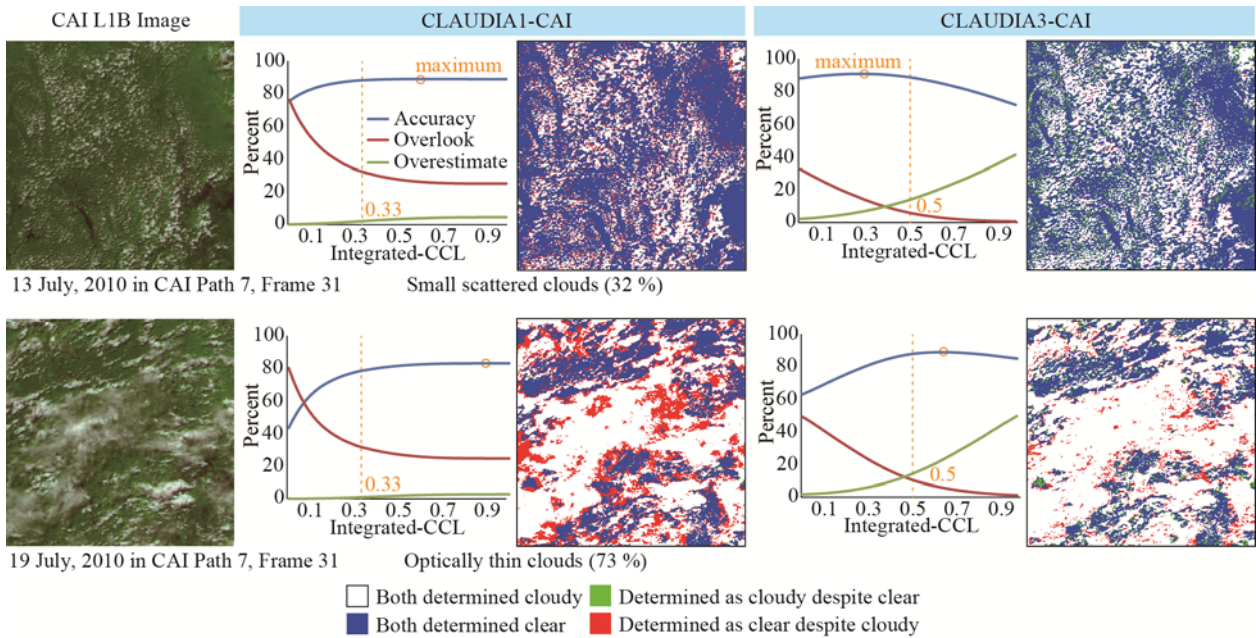 CAI L1B Image
CLAUDIA1-CAI
CLAUDIA3-CAI
100
80
60
40
20
0
Percent
maximum
Accuracy
Overlook
Overestimate
0.33
0.1 0.3 0.5 0.7 0.9
Integrated-CCL
100
80
60
40
20
0
Percent
maximum
0.5
0.1 0.3 0.5 0.7 0.9
Integrated-CCL
13 July, 2010 in CAI Path 7, Frame 31
Small scattered clouds (32 %)
100
80
60
40
20
0
Percent
0.33
0.1 0.3 0.5 0.7 0.9
Integrated-CCL
100
80
60
40
20
0
Percent
0.5
0.1 0.3 0.5 0.7 0.9
Integrated-CCL
19 July, 2010 in CAI Path 7, Frame 31
Optically thin clouds (73 %)
Both determined cloudy
Determined as cloudy despite clear
Both determined clear
Determined as clear despite cloudy